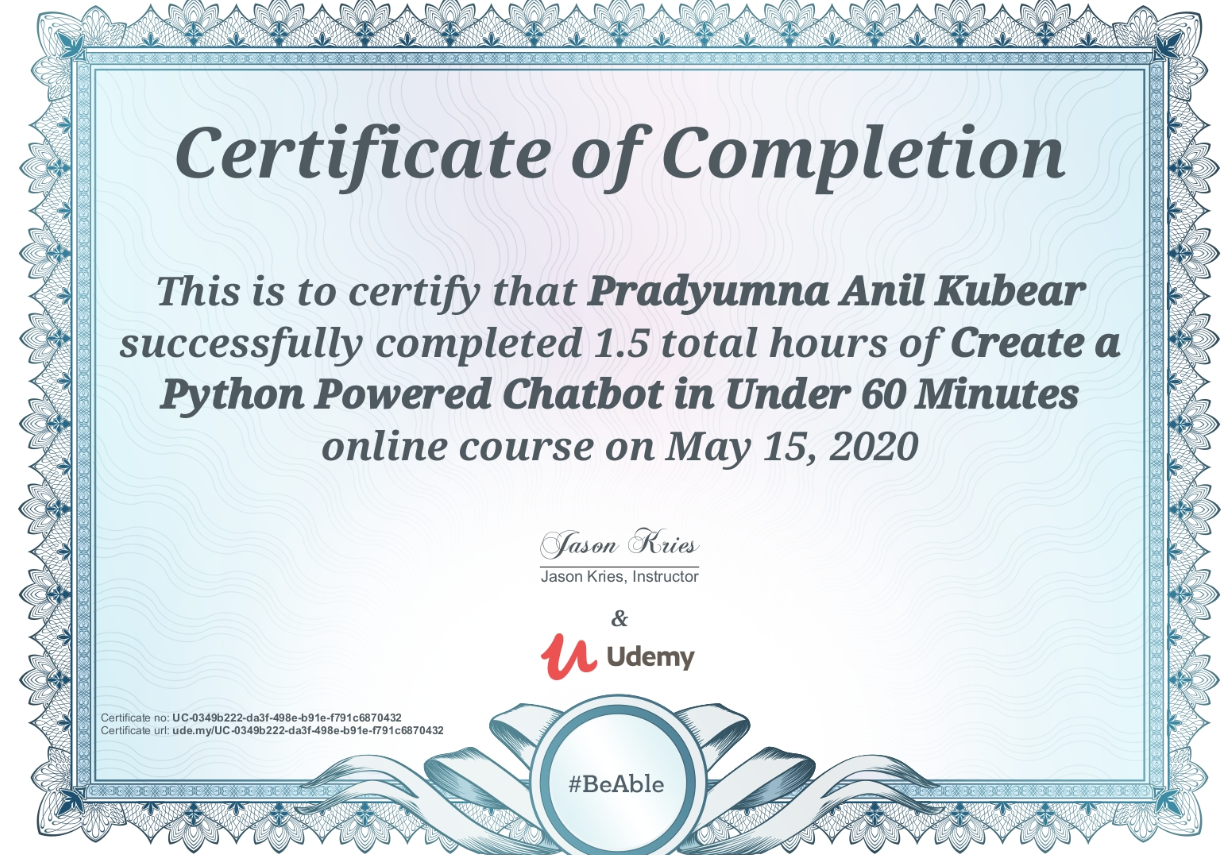 Certificate of Completion
This is to certify that Pradyumna Anil Kubear
successfully completed 1.5 total hours of Create a
Python Powered Chatbot in Under 60 Minutes
online course on May 15, 2020
Jason Kries
Jason Kries, Instructor
&
Udemy
Certificate no: UC-0349b222-da3f-498e-b91e-f791c6870432
Certificate url: ude.my/UC-0349b222-da3f-498e-b91e-f791c6870432
#BeAble